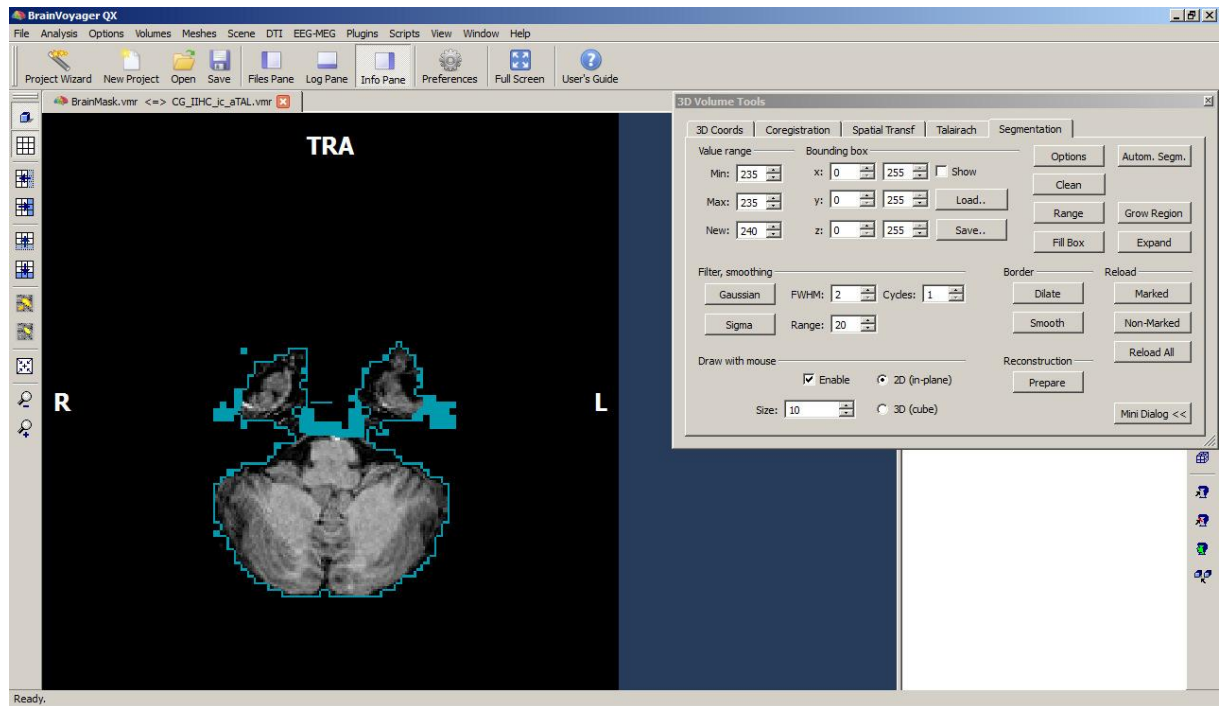 BrainVoyager QX
File Analysis Options Volumes Meshes Scene DTI EEG-MEG Plugins Scripts View Window Help
Project Wizard New Project Open Save Files Pane Log Pane Info Pane Preferences Full Screen User's Guide
BrainMask.vmr <=> CG_IIHC_ic_aTAL.vmr
3D Volume Tools
3D Coords Coregistration Spatial Transf Talairach Segmentation
Value range Bounding box
Min: 235 x: 0 255 Show Options Autom. Segm.
Clean
Max: 235 y: 0 255 Load..
Range Grow Region
New: 240 z: 0 255 Save..
Fill Box Expand
Filter, smoothing Border Reload
Gaussian FWHM: 2 Cycles: 1 Dilate Marked
Sigma Range: 20 Smooth Non-Marked
Reload All
Draw with mouse Reconstruction
Enable 2D (in-plane) Prepare
Size: 10 3D (cube) Mini Dialog <<
TRA
R L
Ready.